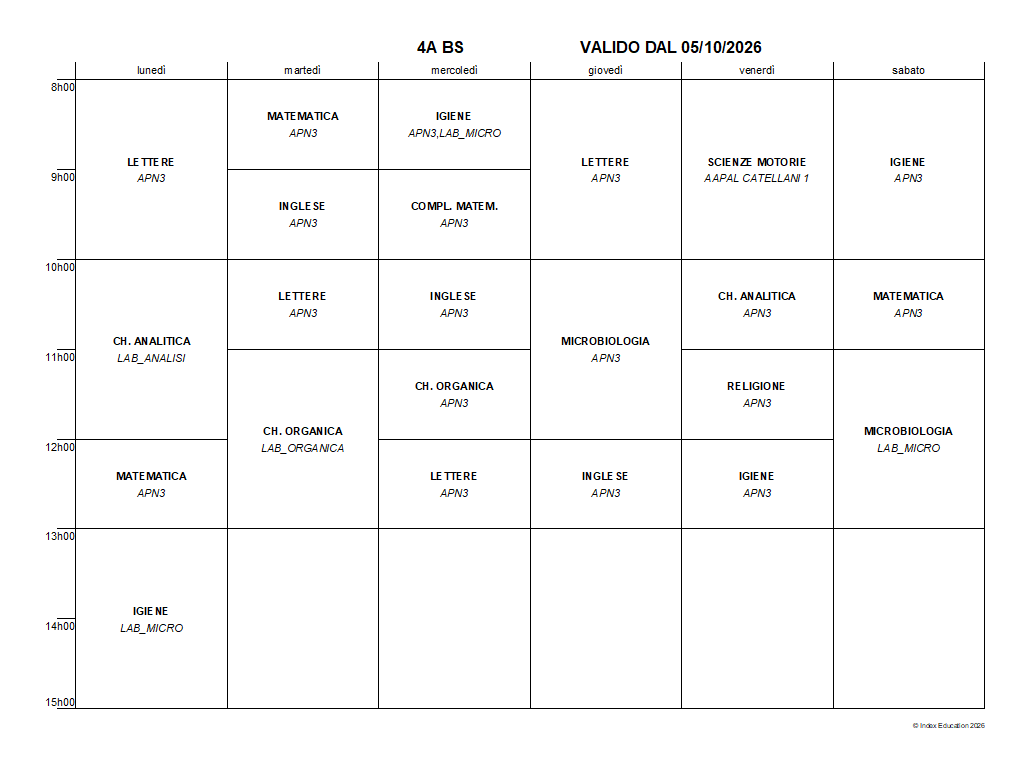 4A BS VALIDO DAL 05/10/2026
lunedì martedì mercoledì giovedì venerdì sabato
8h00
MATEMATICA IGIENE
APN3 APN3,LAB_MICRO
LETTERE LETTERE SCIENZE MOTORIE IGIENE
9h00 APN3 APN3 AAPAL CATELLANI 1 APN3
INGLESE COMPL. MATEM.
APN3 APN3
10h00
LETTERE INGLESE CH. ANALITICA MATEMATICA
APN3 APN3 APN3 APN3
CH. ANALITICA MICROBIOLOGIA
11h00 LAB_ANALISI APN3
CH. ORGANICA RELIGIONE
APN3 APN3
CH. ORGANICA MICROBIOLOGIA
12h00 LAB_ORGANICA LAB_MICRO
MATEMATICA LETTERE INGLESE IGIENE
APN3 APN3 APN3 APN3
13h00
IGIENE
14h00 LAB_MICRO
15h00
© Index Education 2026